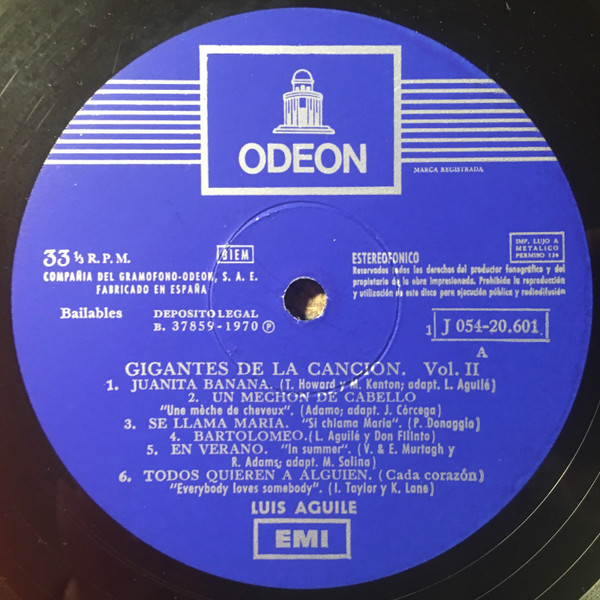 ODEON
MARCA REGISTRADA
33 ⅓ R. P. M.
BIEM
COMPAÑIA DEL GRAMOFONO-ODEON, S. A. E.
FABRICADO EN ESPAÑA
Bailables
DEPOSITO LEGAL
B. 37859-1970 Ⓟ
ESTEREOFONICO
Reservados todos los derechos del productor fonográfico y del
propietario de la obra impresionada. Prohibida la reproducción
y utilización de este disco para ejecución pública y radiodifusión
IMP. LUJO A
METALICO
PERMISO 126
1 J 054-20.601
A
GIGANTES DE LA CANCION. Vol. II
1. JUANITA BANANA. (T. Howard y M. Kenton; adapt. L. Aguilé)
2. UN MECHON DE CABELLO
"Une mèche de cheveux". (Adamo; adapt. J. Córcega)
3. SE LLAMA MARIA. "Si chiama Maria". (P. Donaggio)
4. BARTOLOMEO. (L. Aguilé y Don Filinto)
5. EN VERANO. "In summer". (V. & E. Murtagh y
R. Adams; adapt. M. Salina)
6. TODOS QUIEREN A ALGUIEN. (Cada corazón)
"Everybody loves somebody". (I. Taylor y K. Lane)
LUIS AGUILE
EMI